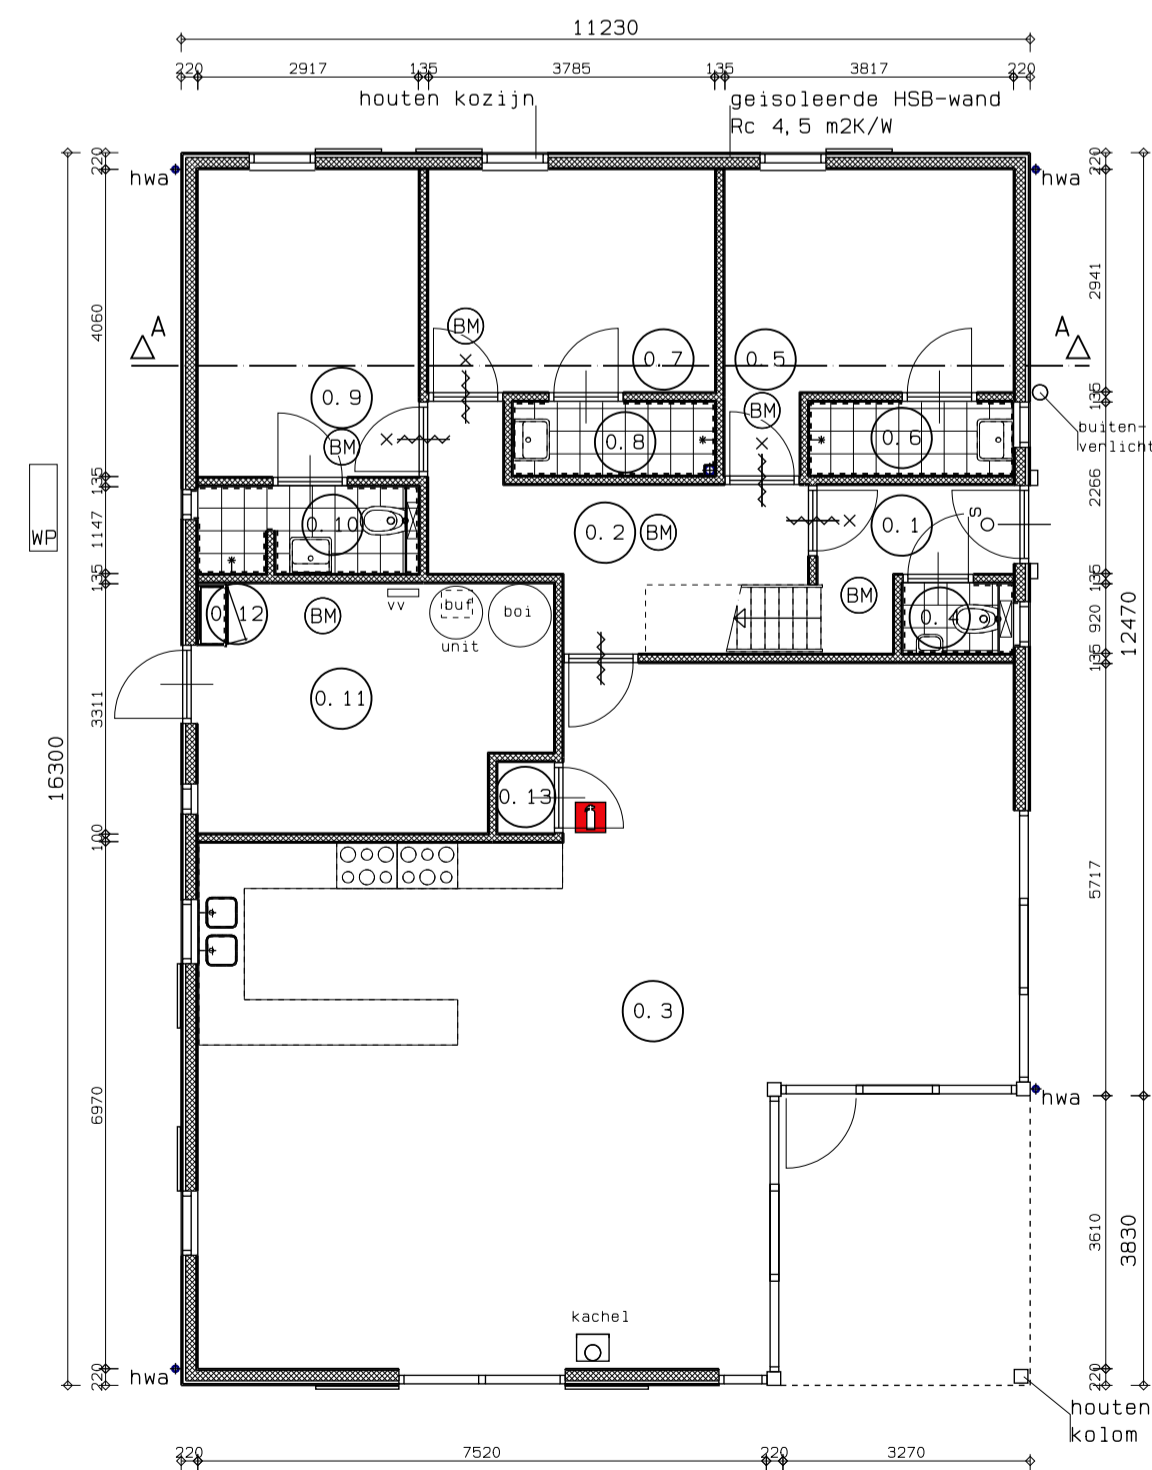 11230
220 2917 135 3785 135 3817 220
houten kozijn
geisoleerde HSB-wand
Rc 4,5 m2K/W
220
hwa
hwa
220
4060
2941
A
A
BM
0.7
0.5
0.9
BM
BM
0.8
0.6
135
buiten-
verlicht
135
WP
1147
0.10
0.2
BM
0.1
S
2266
135
135
0.12
BM
vv
buf
boi
unit
BM
0.4
920
12470
135
3311
0.11
16300
0.13
100
5717
0.3
6970
hwa
3610
3830
kachel
220
hwa
220
houten
kolom
220 7520 220 3270